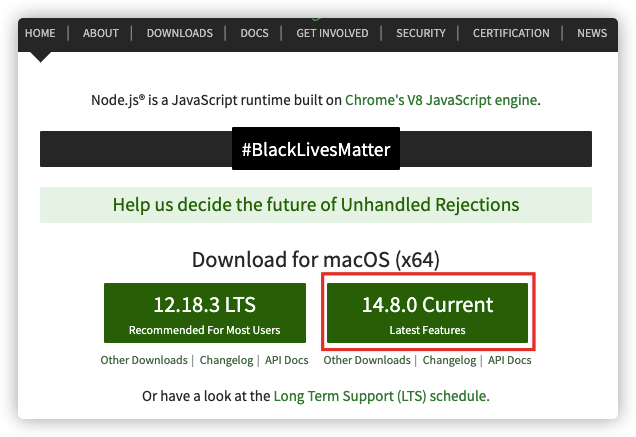 HOME | ABOUT | DOWNLOADS | DOCS | GET INVOLVED | SECURITY | CERTIFICATION | NEWS
Node.js® is a JavaScript runtime built on Chrome's V8 JavaScript engine.
#BlackLivesMatter
Help us decide the future of Unhandled Rejections
Download for macOS (x64)
12.18.3 LTS
Recommended For Most Users
14.8.0 Current
Latest Features
Other Downloads | Changelog | API Docs
Other Downloads | Changelog | API Docs
Or have a look at the Long Term Support (LTS) schedule.